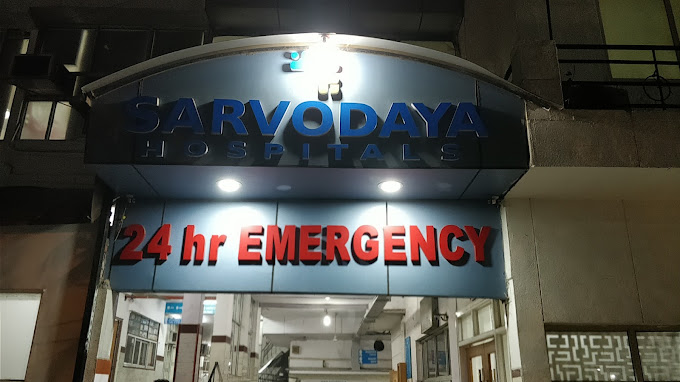 SARVODAYA
HOSPITALS
24 hr EMERGENCY